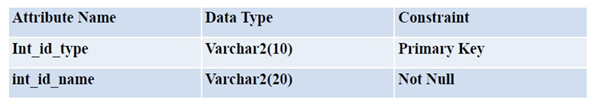 Attribute Name Data Type Constraint
Int_id_type Varchar2(10) Primary Key
int_id_name Varchar2(20) Not Null